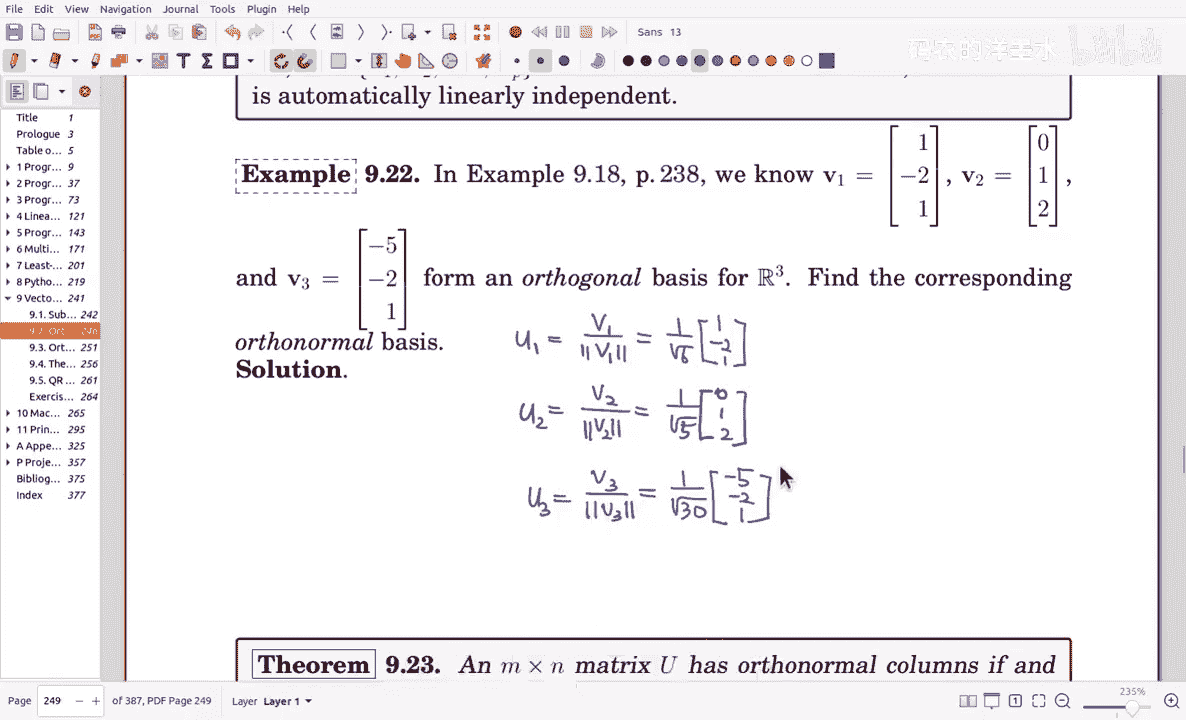 File Edit View Navigation Journal Tools Plugin Help
Sans 13
Title 1
Prologue 3
Table o... 5
1 Progr... 9
2 Progr... 37
3 Progr... 73
4 Linea... 121
5 Progr... 143
6 Multi... 171
7 Least-... 201
8 Pytho... 219
9 Vecto... 241
9.1. Sub... 242
9.3. Ort... 251
9.4. The... 256
9.5. QR ... 261
Exercis... 264
10 Mac... 265
11 Prin... 295
A Appe... 325
P Proje... 357
Bibliog... 375
Index 377
is automatically linearly independent.
Example 9.22. In Example 9.18, p. 238, we know v₁ = [1 −2 1], v₂ = [0 1 2],
and v₃ = [−5 −2 1] form an orthogonal basis for ℝ³. Find the corresponding
orthonormal basis.
Solution.
u₁ = v₁/||v₁|| = 1/√6 [1 -2 1]
u₂ = v₂/||v₂|| = 1/√5 [0 1 2]
u₃ = v₃/||v₃|| = 1/√30 [-5 -2 1]
Theorem 9.23. An m × n matrix U has orthonormal columns if and
Page 249 − + of 387, PDF Page 249 Layer Layer 1 235%